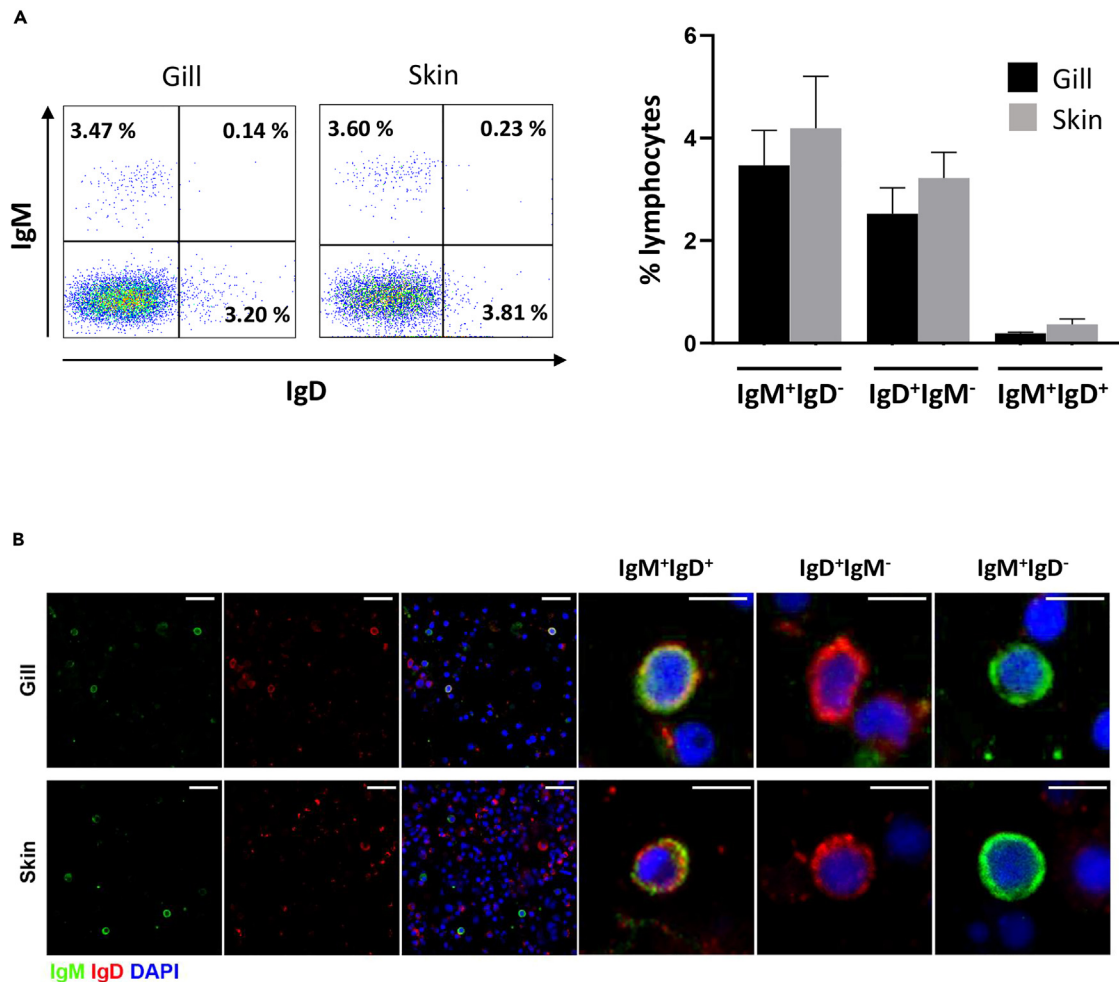 A
Gill
Skin
3.47 %
0.14 %
3.20 %
3.60 %
0.23 %
3.81 %
IgM
IgD
% lymphocytes
6
4
2
0
Gill
Skin
IgM⁺IgD⁻
IgD⁺IgM⁻
IgM⁺IgD⁺
B
IgM⁺IgD⁺
IgD⁺IgM⁻
IgM⁺IgD⁻
Gill
Skin
IgM IgD DAPI